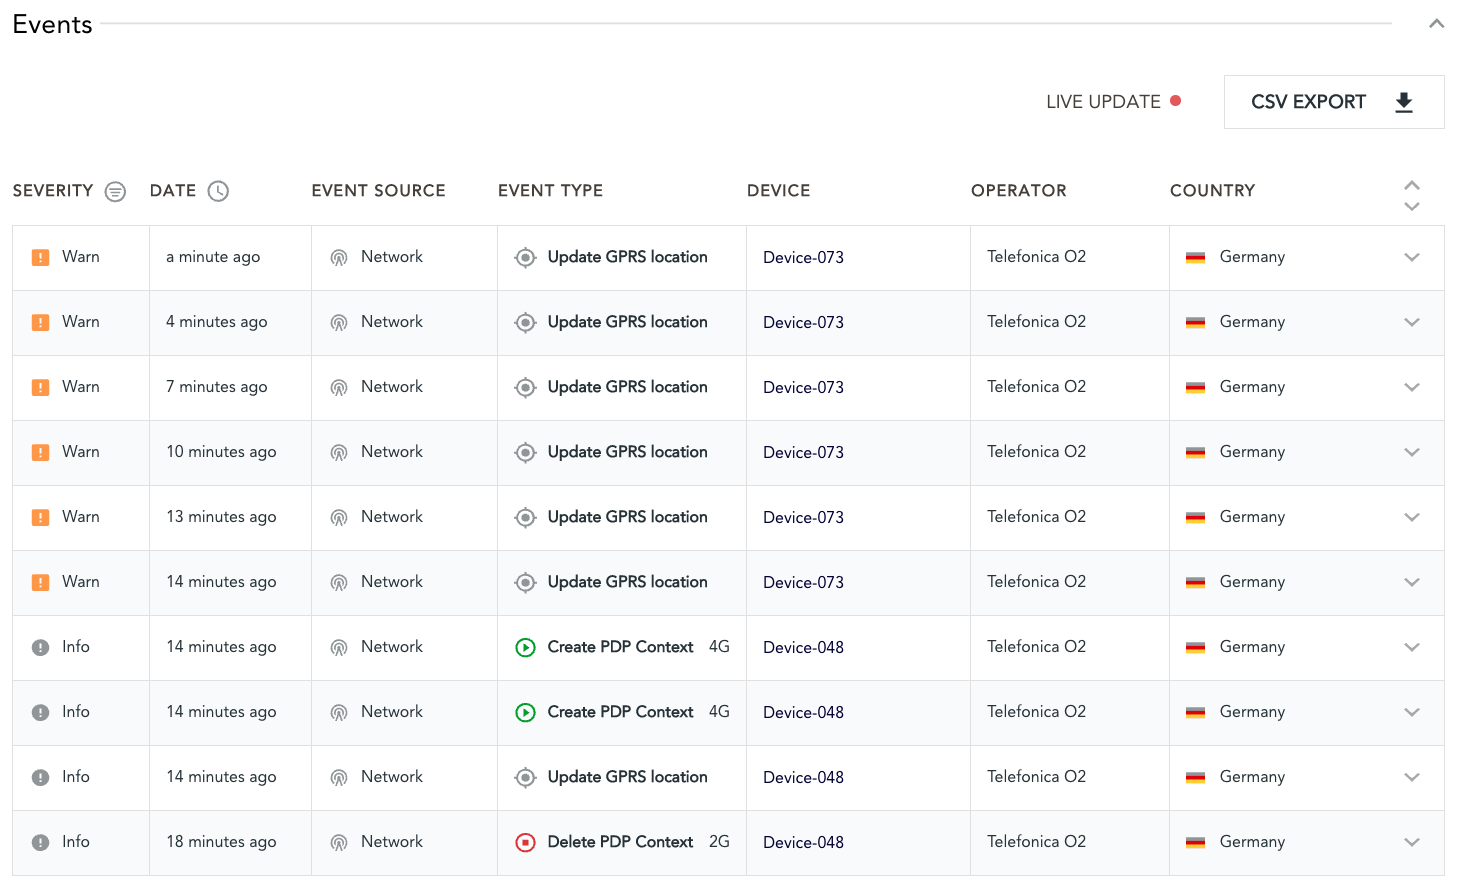 Events
LIVE UPDATE CSV EXPORT
SEVERITY DATE EVENT SOURCE EVENT TYPE DEVICE OPERATOR COUNTRY
Warn a minute ago Network Update GPRS location Device-073 Telefonica O2 Germany
Warn 4 minutes ago Network Update GPRS location Device-073 Telefonica O2 Germany
Warn 7 minutes ago Network Update GPRS location Device-073 Telefonica O2 Germany
Warn 10 minutes ago Network Update GPRS location Device-073 Telefonica O2 Germany
Warn 13 minutes ago Network Update GPRS location Device-073 Telefonica O2 Germany
Warn 14 minutes ago Network Update GPRS location Device-073 Telefonica O2 Germany
Info 14 minutes ago Network Create PDP Context 4G Device-048 Telefonica O2 Germany
Info 14 minutes ago Network Create PDP Context 4G Device-048 Telefonica O2 Germany
Info 14 minutes ago Network Update GPRS location Device-048 Telefonica O2 Germany
Info 18 minutes ago Network Delete PDP Context 2G Device-048 Telefonica O2 Germany